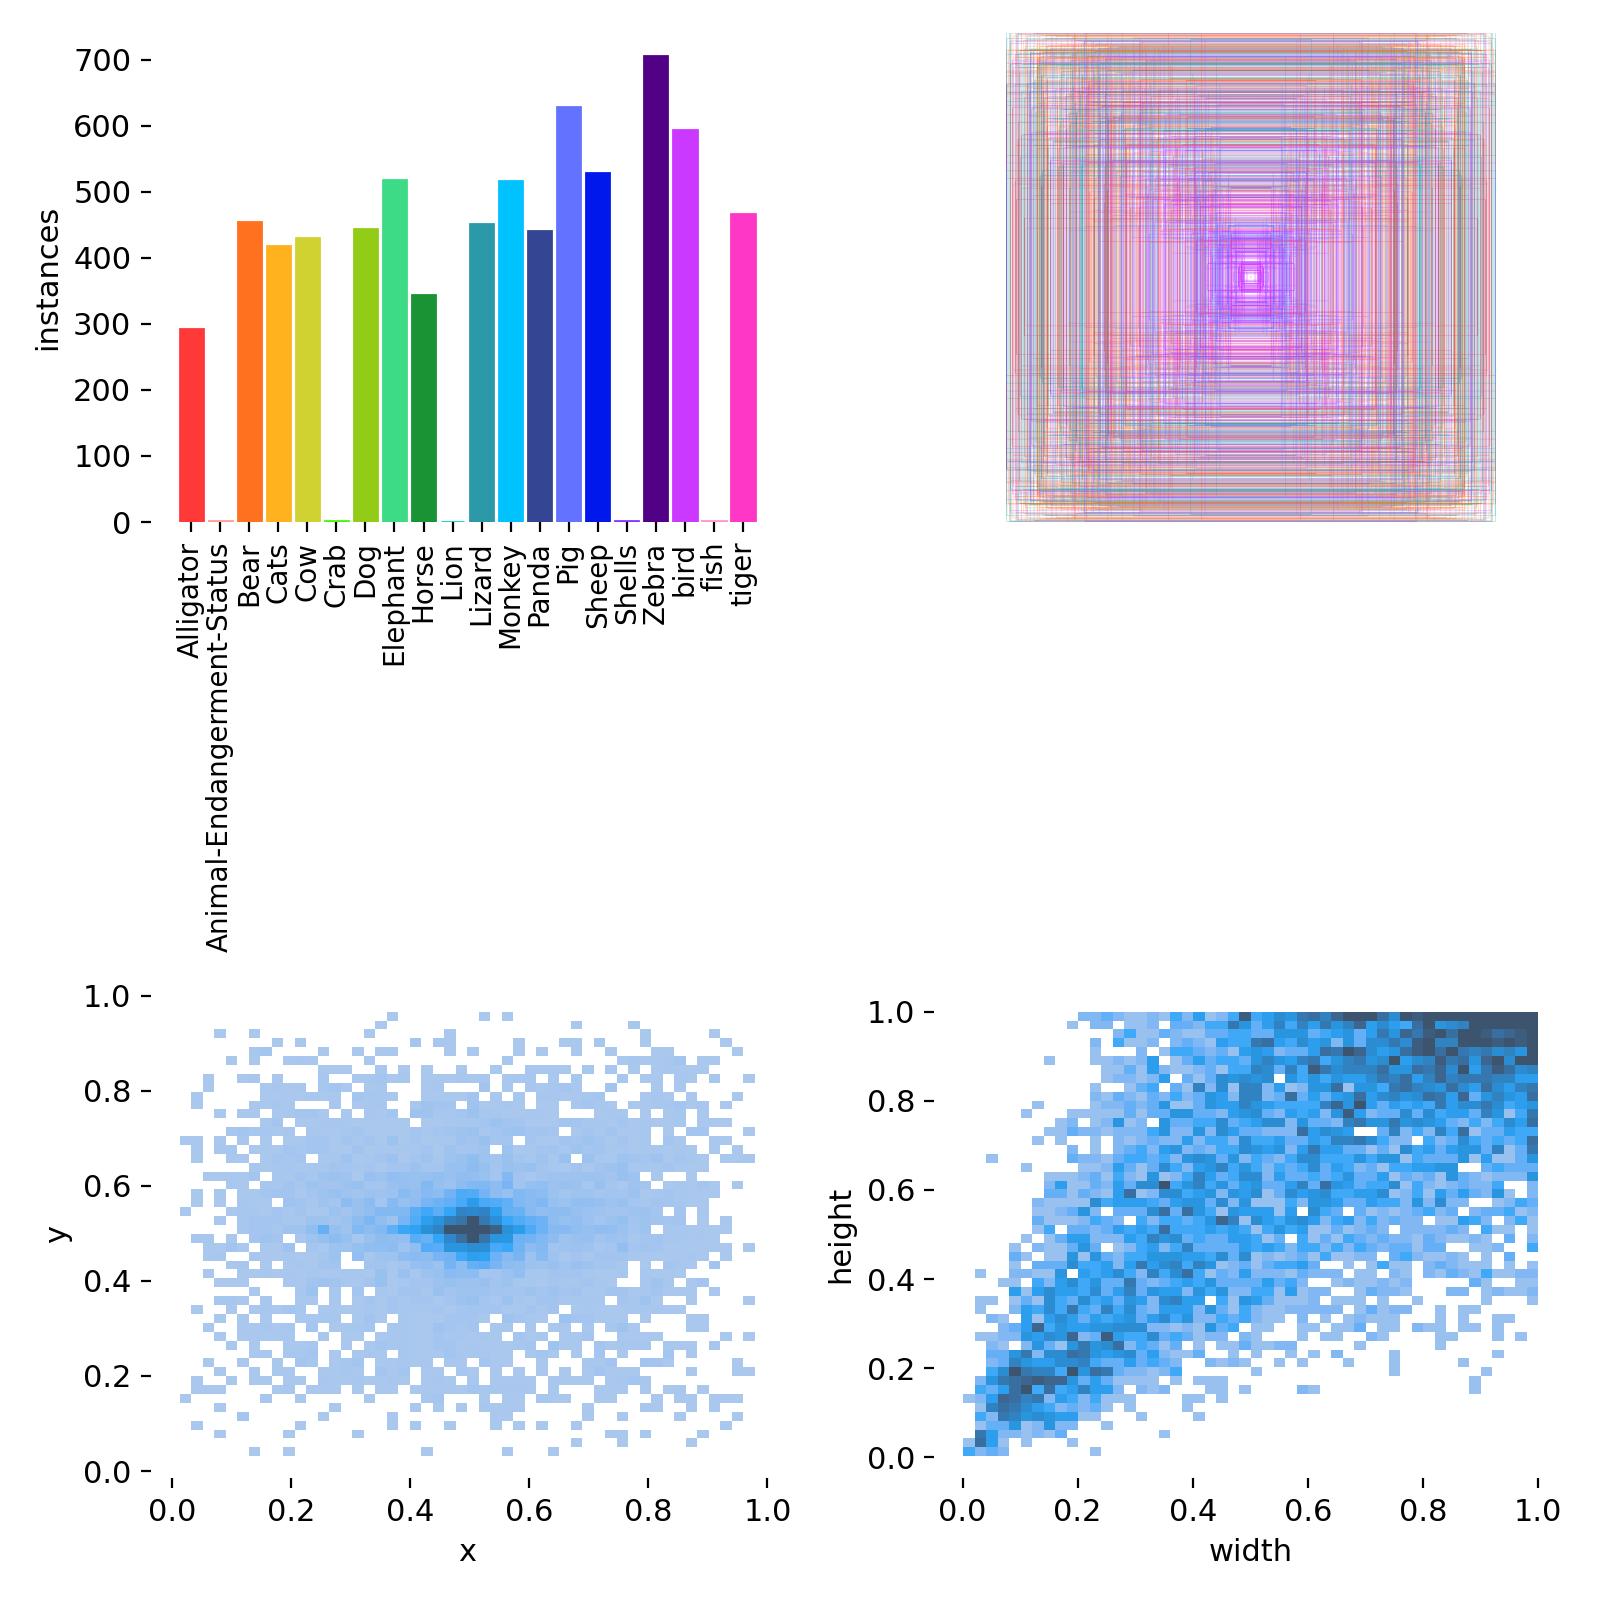 700
600
500
400
300
200
100
0
instances
Alligator
Animal-Endangerment-Status
Bear
Cats
Cow
Crab
Dog
Elephant
Horse
Lion
Lizard
Monkey
Panda
Pig
Sheep
Shells
Zebra
bird
fish
tiger
1.0
0.8
0.6
0.4
0.2
0.0
y
0.0 0.2 0.4 0.6 0.8 1.0
x
1.0
0.8
0.6
0.4
0.2
0.0
height
0.0 0.2 0.4 0.6 0.8 1.0
width